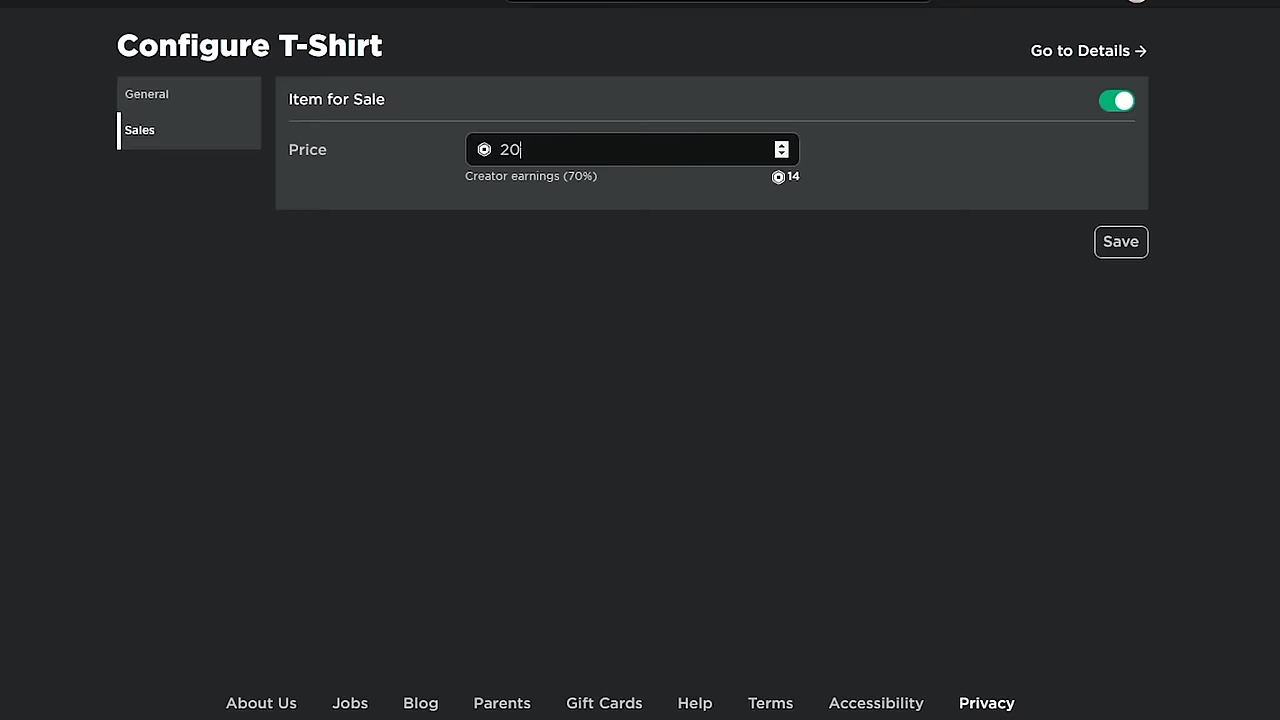 Configure T-Shirt
Go to Details →
General
Sales
Item for Sale
Price
20
Creator earnings (70%)
14
Save
About Us
Jobs
Blog
Parents
Gift Cards
Help
Terms
Accessibility
Privacy